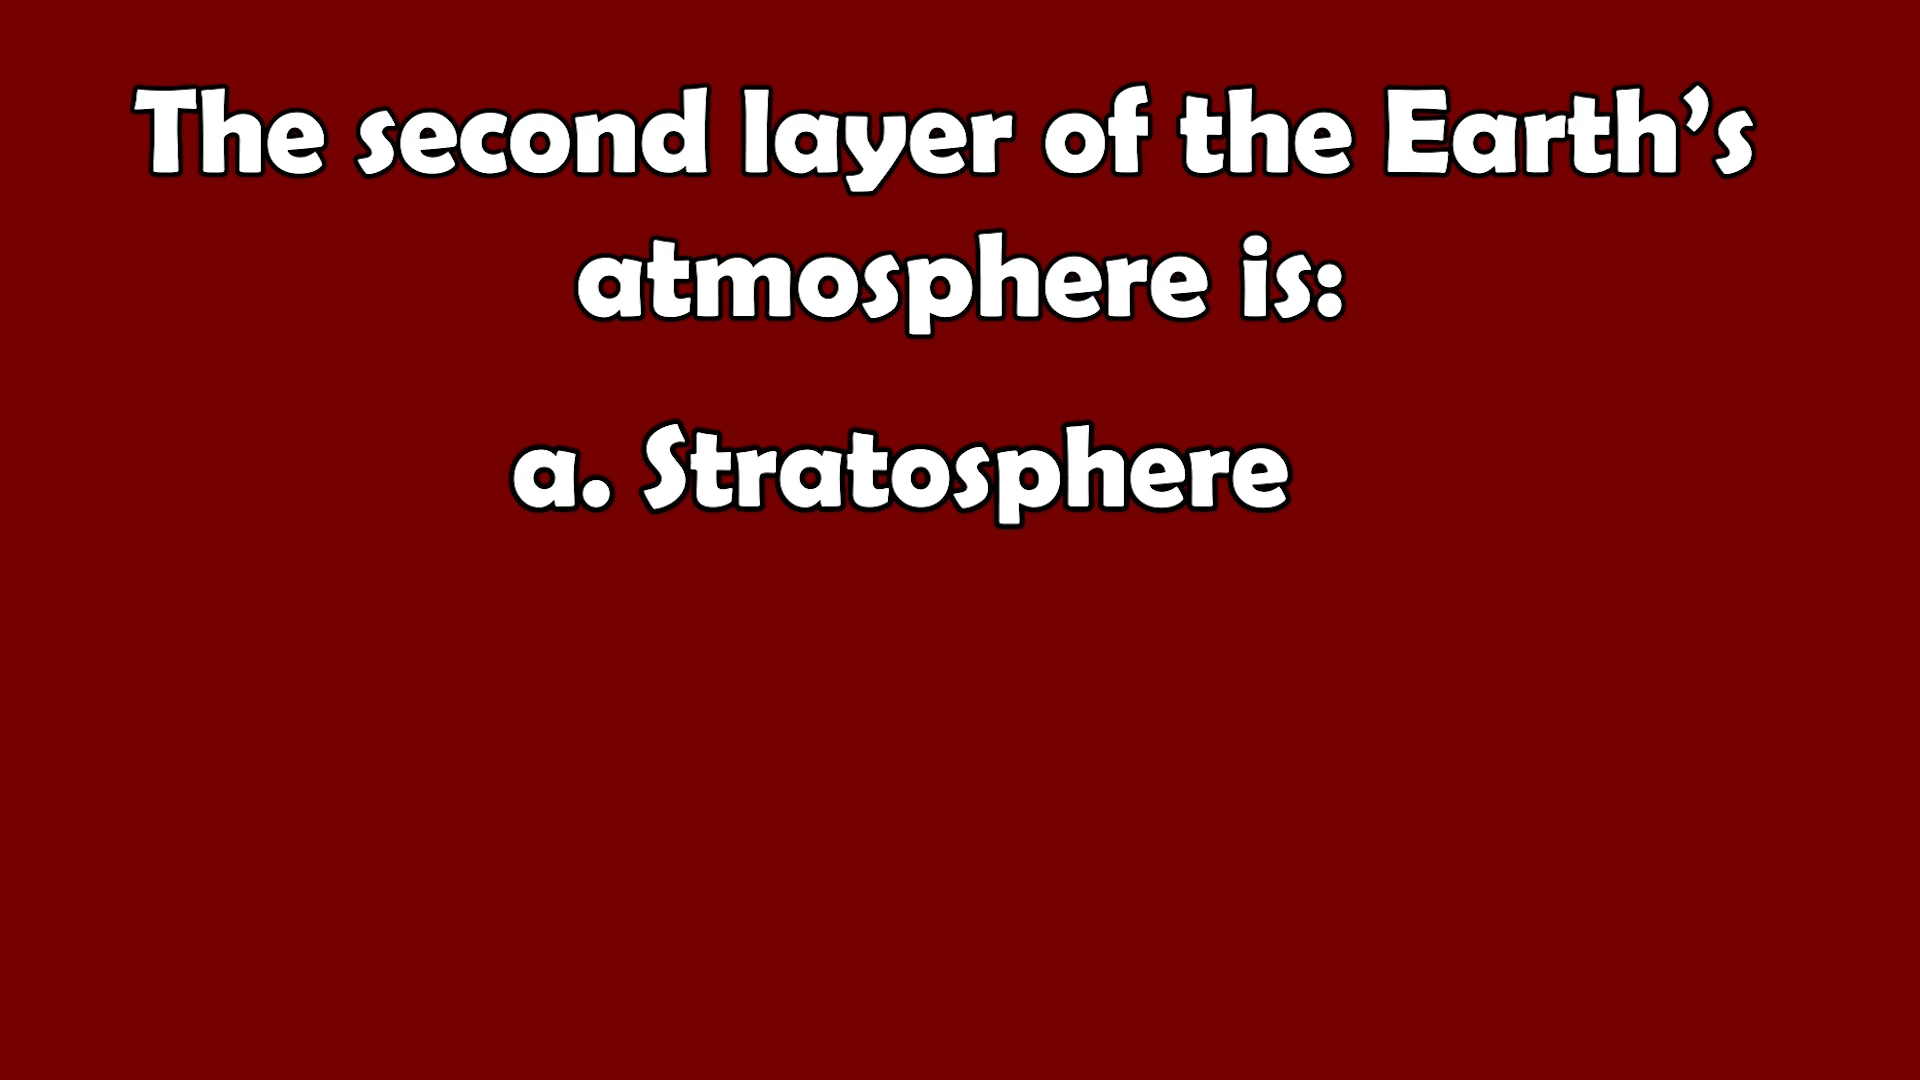 The second layer of the Earth’s
atmosphere is:
a. Stratosphere